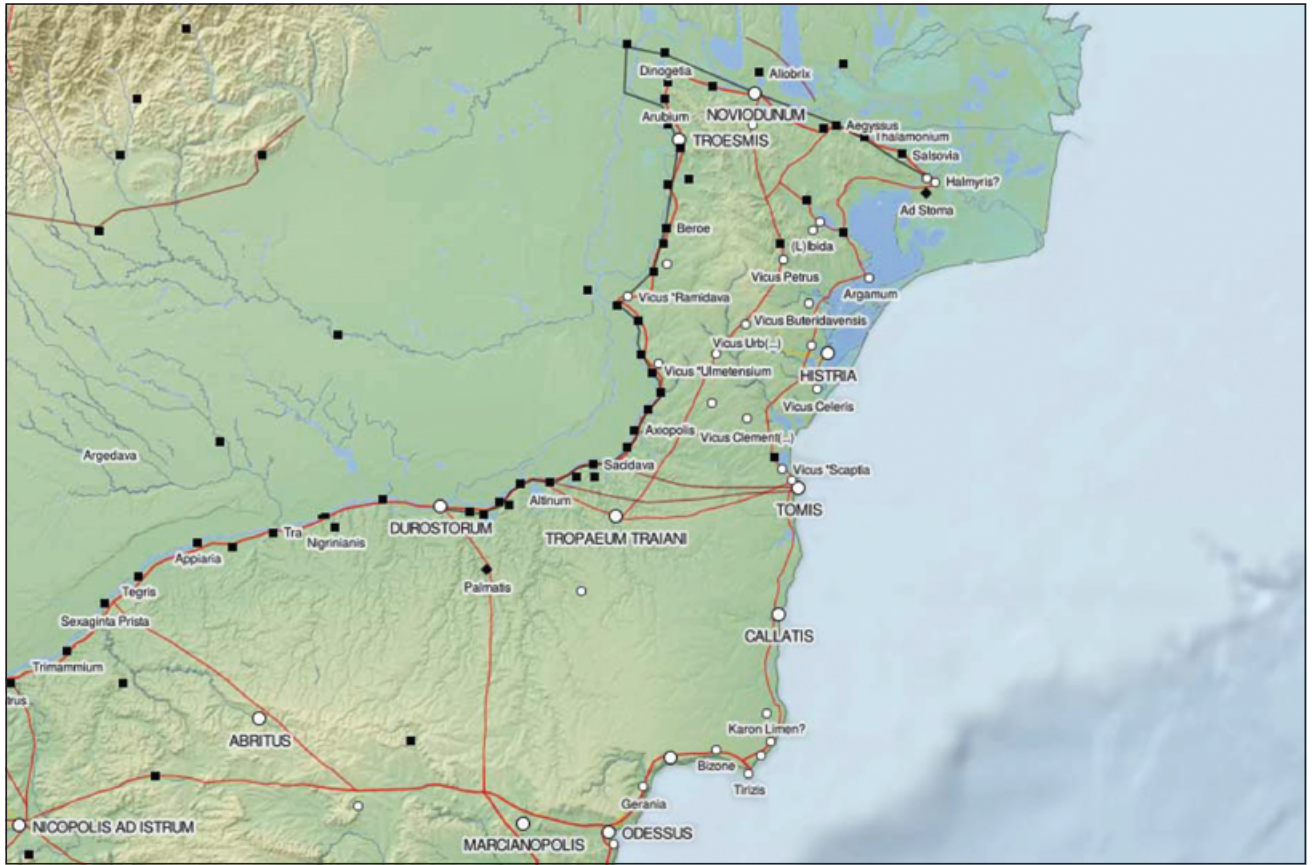 Dinogetia
Allobrix
NOVIODUNUM
Arubium
TROESMIS
Aegyssus
Thalamonium
Salsovia
Halmyris?
Ad Stoma
Beroe
(L)Ibida
Vicus Petrus
Argamum
Vicus *Ramidava
Vicus Buteridavensis
Vicus Urb(...)
Vicus *Ulmetensium
HISTRIA
Vicus Celeris
Axiopolis
Vicus Clement(...)
Argedava
Sacidava
Vicus *Scaptia
Altinum
TOMIS
DUROSTORUM
Tra
Nigrinianis
TROPAEUM TRAIANI
Appiaria
Palmatis
Tegris
Sexaginta Prista
CALLATIS
Trimammium
trus
Karon Limen?
ABRITUS
Bizone
Tirizis
Gerania
NICOPOLIS AD ISTRUM
ODESSUS
MARCIANOPOLIS